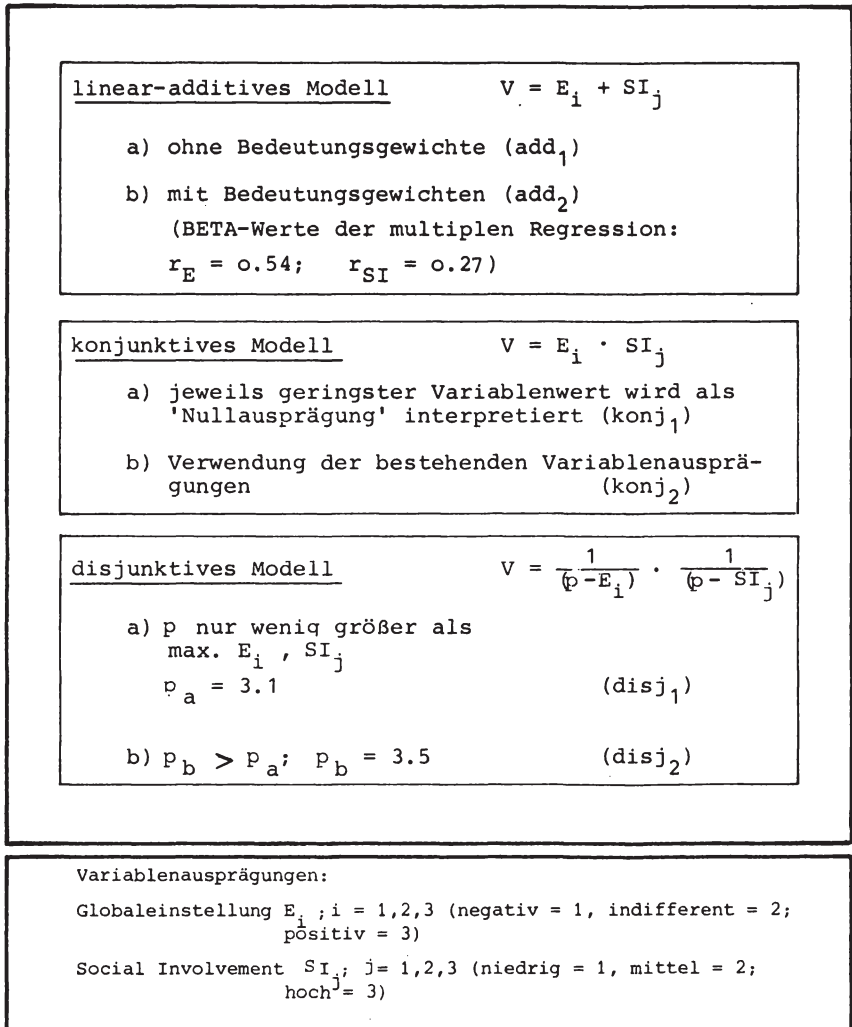 linear-additives Modell V = E_i + SI_j
a) ohne Bedeutungsgewichte (add_1)
b) mit Bedeutungsgewichten (add_2)
(BETA-Werte der multiplen Regression:
r_E = o.54; r_SI = o.27)
konjunktives Modell V = E_i · SI_j
a) jeweils geringster Variablenwert wird als
'Nullausprägung' interpretiert (konj_1)
b) Verwendung der bestehenden Variablenausprä-
gungen (konj_2)
disjunktives Modell V = 1/(p-E_i) · 1/(p- SI_j)
a) p nur wenig größer als
max. E_i , SI_j
p_a = 3.1 (disj_1)
b) p_b > p_a; p_b = 3.5 (disj_2)
Variablenausprägungen:
Globaleinstellung E_i ; i = 1,2,3 (negativ = 1, indifferent = 2;
positiv = 3)
Social Involvement SI_j; j= 1,2,3 (niedrig = 1, mittel = 2;
hoch = 3)